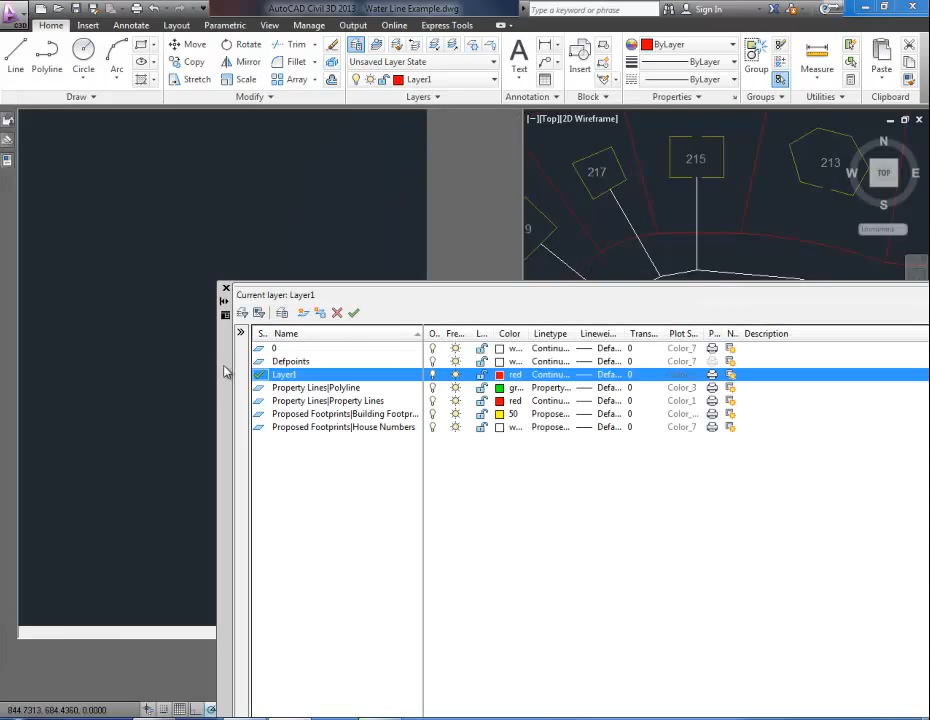 AutoCAD Civil 3D 2013 Water Line Example.dwg
Type a keyword or phrase
Sign In
C3D
Home Insert Annotate Layout Parametric View Manage Output Online Express Tools
Line Polyline Circle Arc
Move Rotate Trim
Copy Mirror Fillet
Stretch Scale Array
Unsaved Layer State
Layer1
Text
Insert
ByLayer
ByLayer
ByLayer
Group
Measure
Paste
Draw Modify Layers Annotation Block Properties Groups Utilities Clipboard
[−][Top][2D Wireframe]
N
W TOP E
S
Unnamed
217 215 213
9
Current layer: Layer1
S.. Name O.. Fre... L... Color Linetype Linewei... Trans... Plot S... P... N.. Description
0 w... Continu... Defa... 0 Color_7
Defpoints w... Continu... Defa... 0 Color_7
Layer1 red Continu... Defa... 0
Property Lines|Polyline gr... Property... Defa... 0 Color_3
Property Lines|Property Lines red Continu... Defa... 0 Color_1
Proposed Footprints|Building Footpr... 50 Propose... Defa... 0 Color_...
Proposed Footprints|House Numbers w... Propose... Defa... 0 Color_7
844.7313, 684.4360, 0.0000